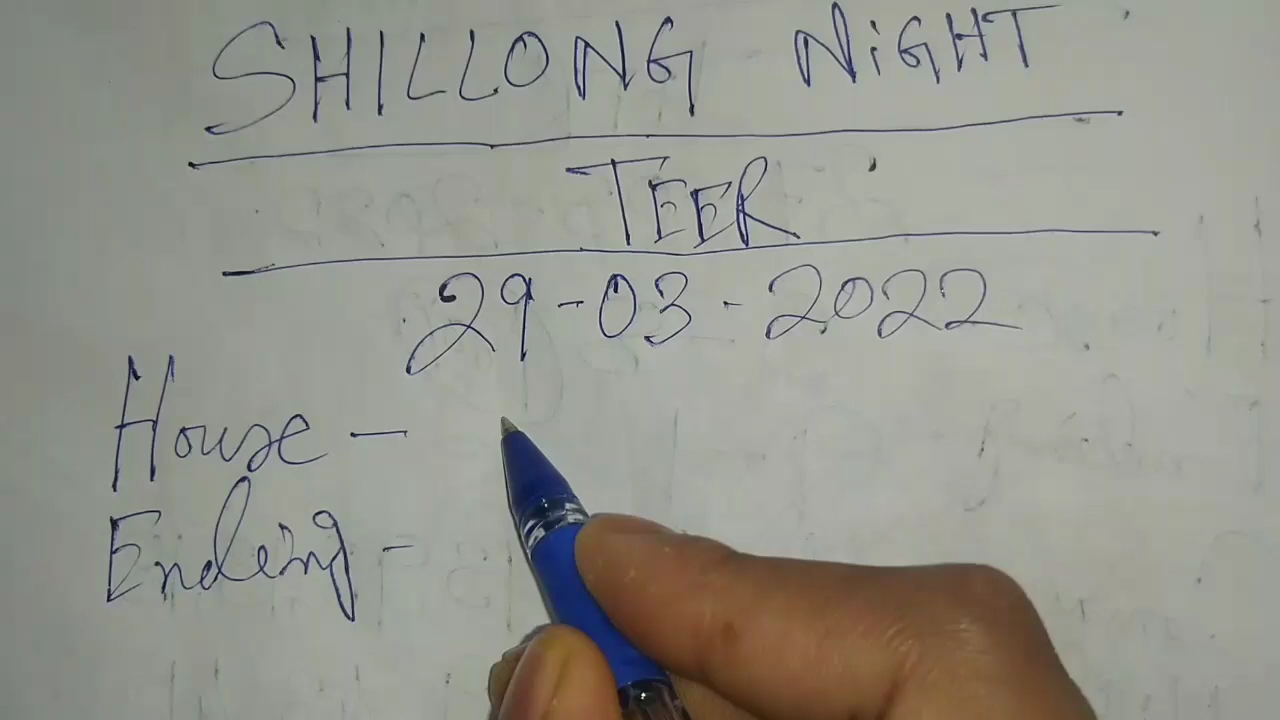 SHILLONG NiGHT
TEER
29-03-2022
House -
Ending -